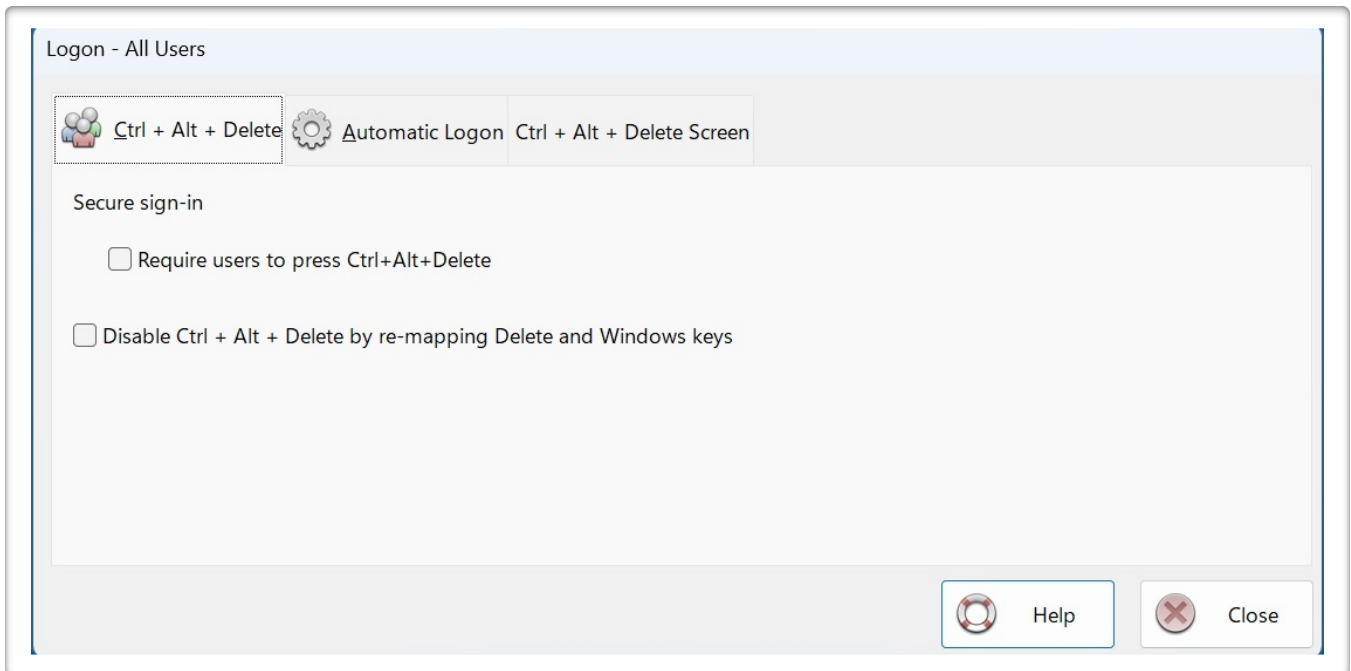 Logon - All Users
Ctrl + Alt + Delete Automatic Logon Ctrl + Alt + Delete Screen
Secure sign-in
Require users to press Ctrl+Alt+Delete
Disable Ctrl + Alt + Delete by re-mapping Delete and Windows keys
Help Close